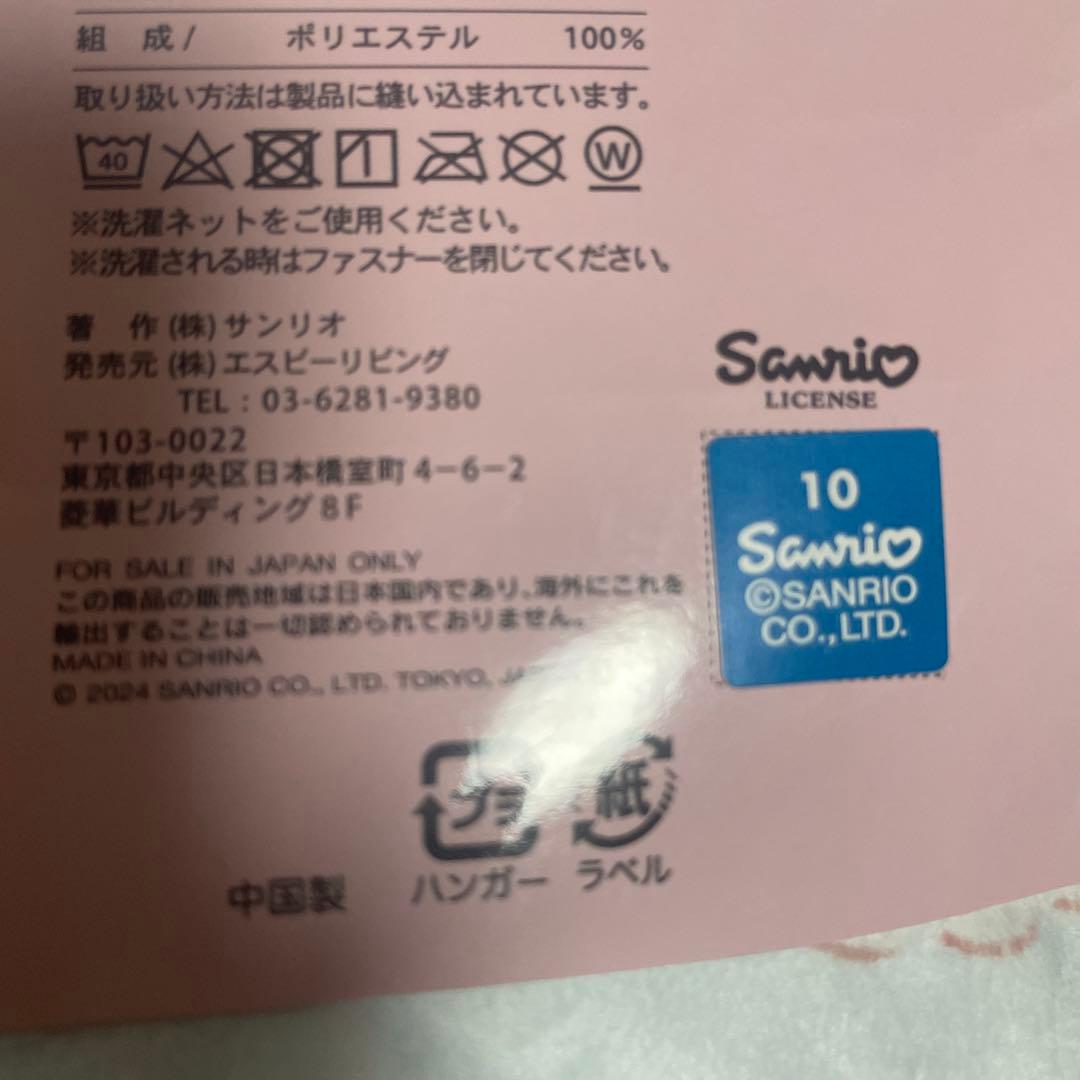 組 成/ ポリエステル 100%
取り扱い方法は製品に縫い込まれています。
40 W
※洗濯ネットをご使用ください。
※洗濯される時はファスナーを閉じてください。
著 作 (株) サンリオ
発売元 (株) エスピーリビング
TEL : 03-6281-9380
〒103-0022
東京都中央区日本橋室町 4-6-2
菱華ビルディング 8F
FOR SALE IN JAPAN ONLY
この商品の販売地域は日本国内であり、海外にこれを
輸出することは一切認められておりません。
MADE IN CHINA
© 2024 SANRIO CO., LTD. TOKYO,
Sanrio
LICENSE
10
Sanrio
©SANRIO
CO.,LTD.
プラ 紙
中国製 ハンガー ラベル